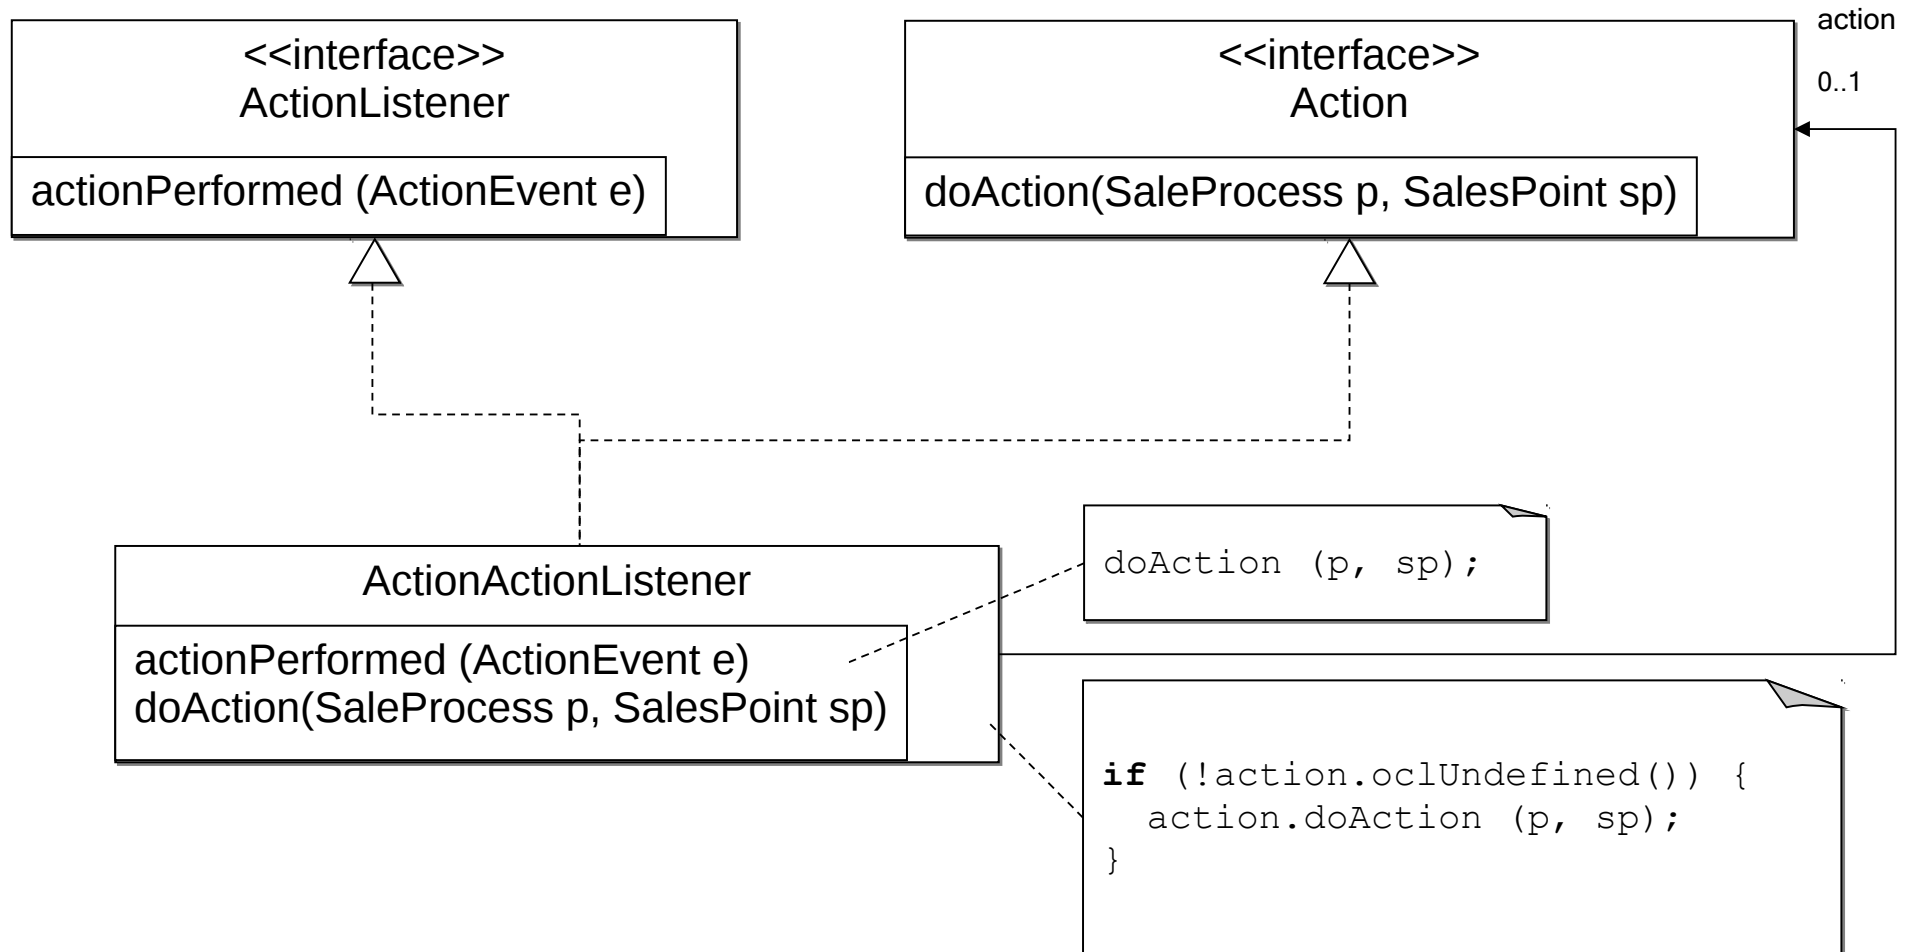 <<interface>>
ActionListener
actionPerformed (ActionEvent e)
<<interface>>
Action
doAction(SaleProcess p, SalesPoint sp)
action
0..1
ActionActionListener
actionPerformed (ActionEvent e)
doAction(SaleProcess p, SalesPoint sp)
doAction (p, sp);
if (!action.oclUndefined()) {
  action.doAction (p, sp);
}